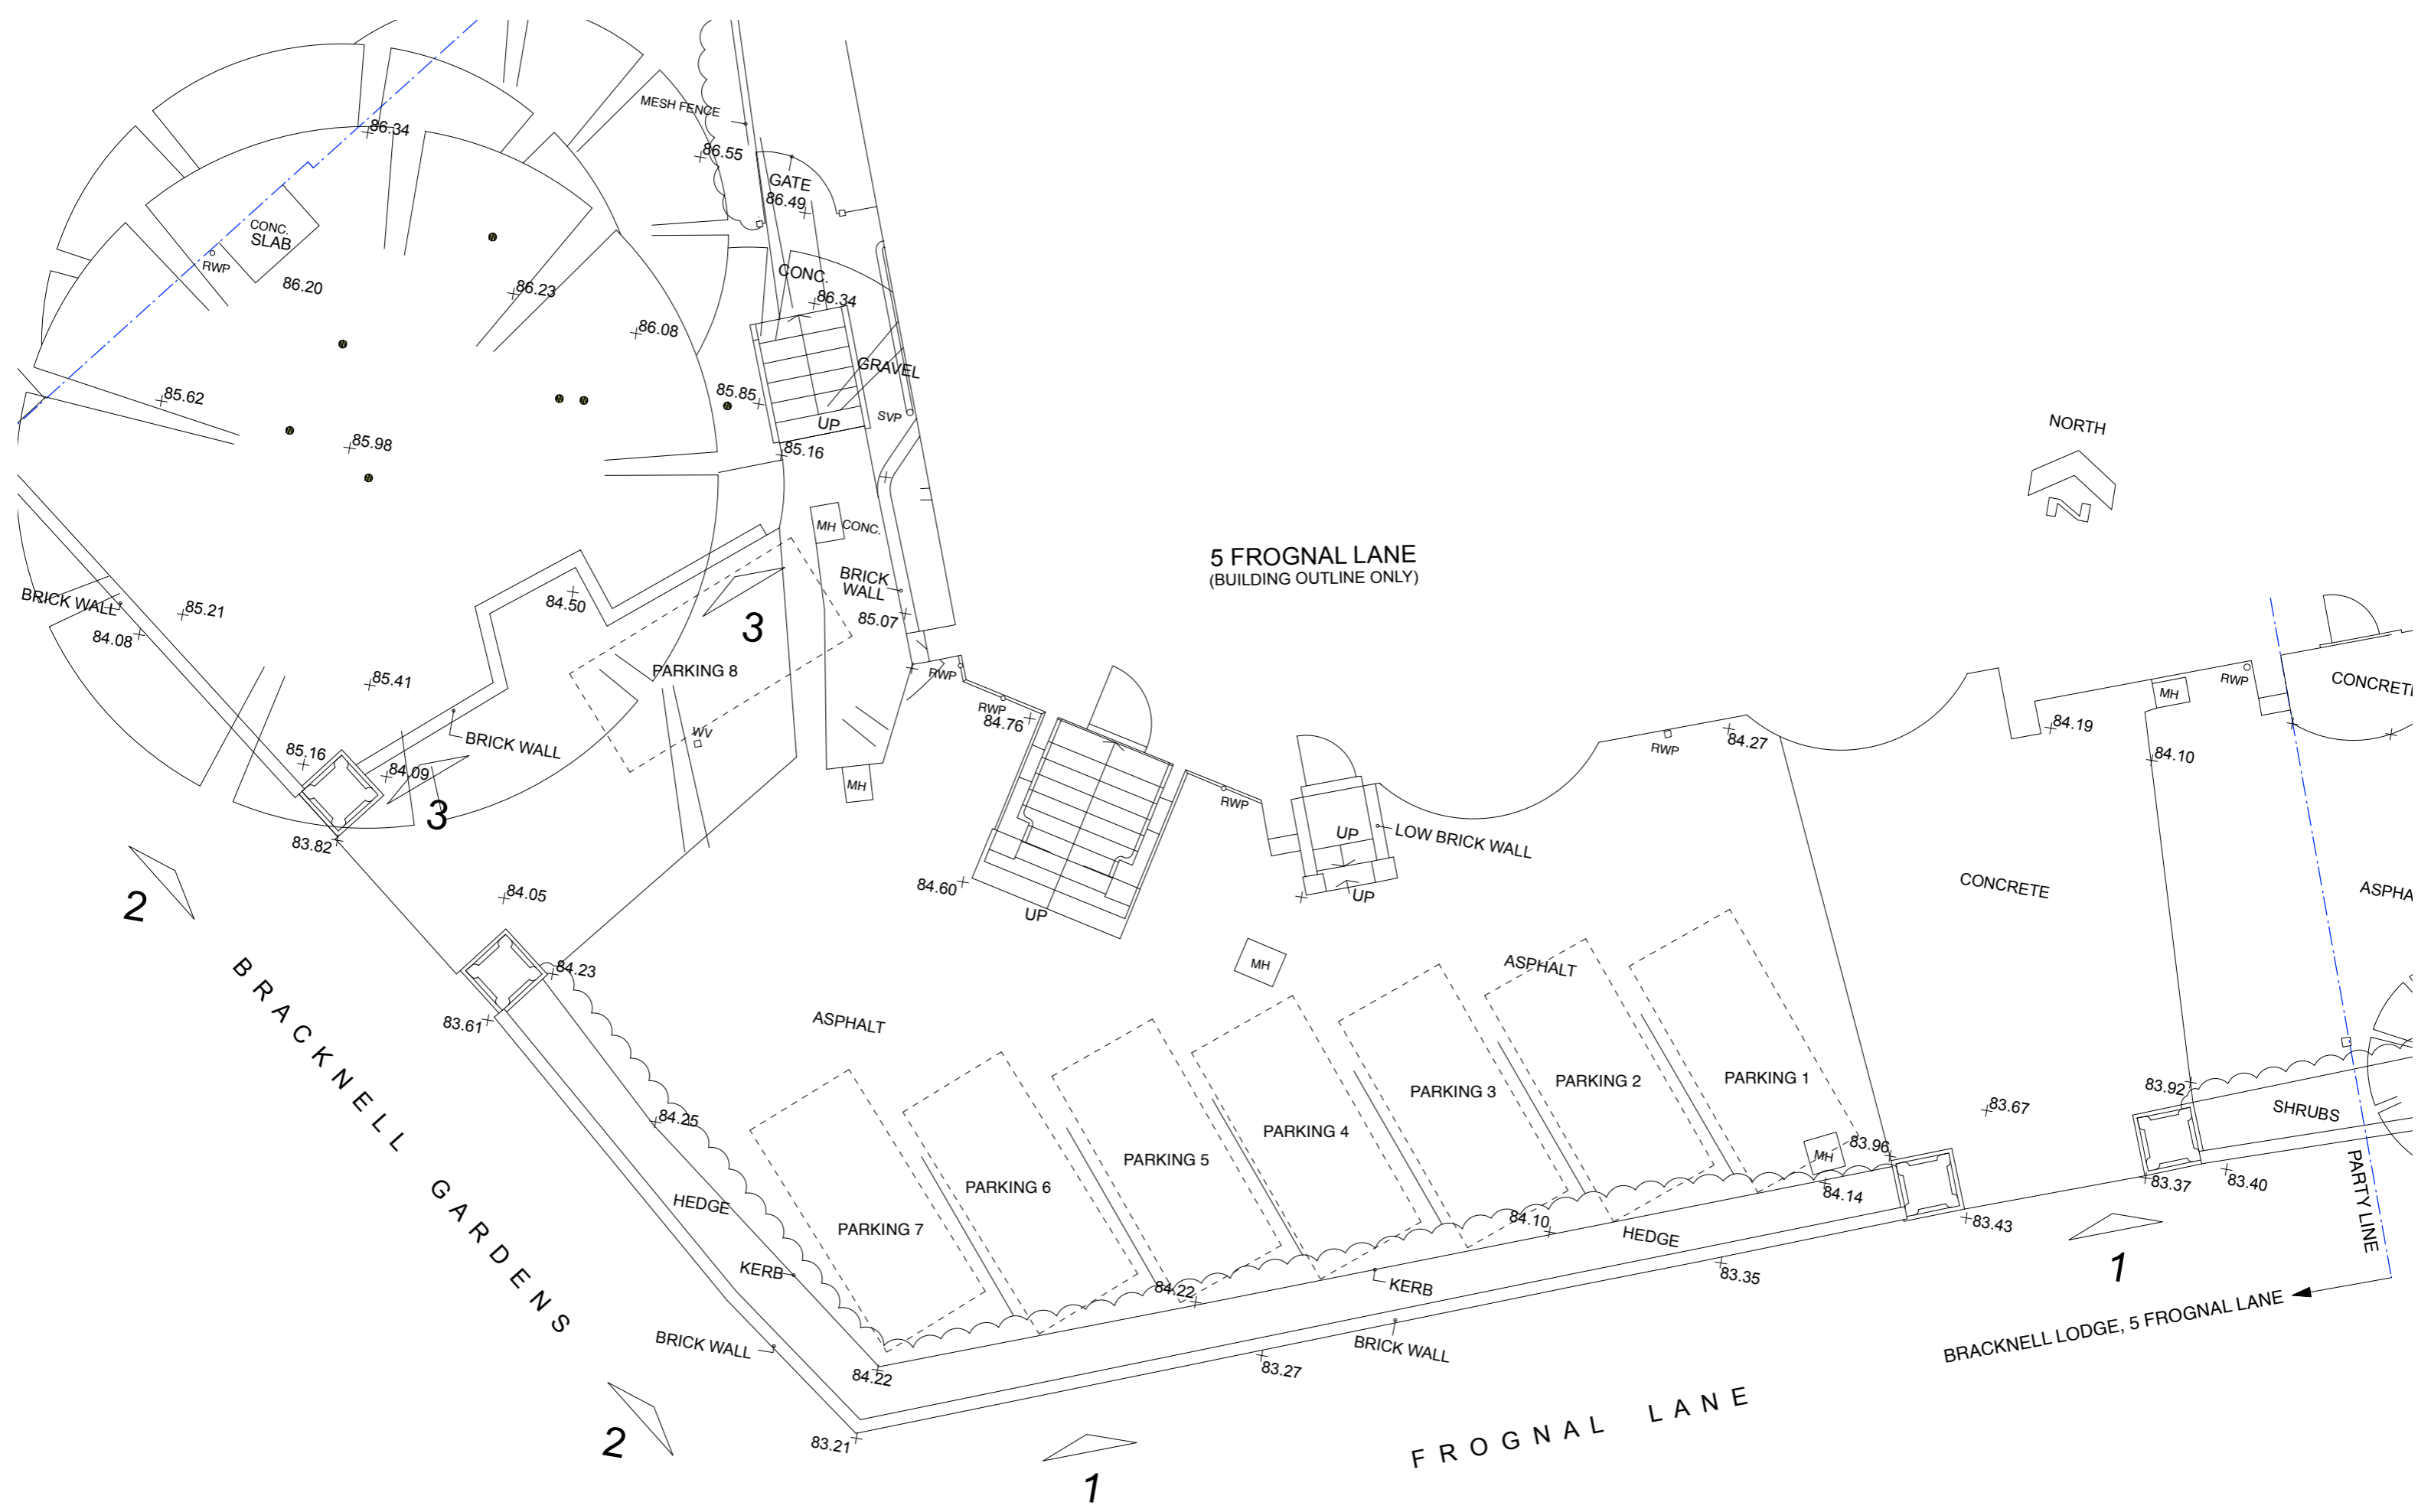 MESH FENCE
86.34
86.55
GATE
86.49
CONC.
SLAB
RWP
86.20
86.23
CONC.
86.34
86.08
GRAVEL
85.62
85.85
SVP
UP
85.98
85.16
NORTH
N
MH
CONC.
5 FROGNAL LANE
(BUILDING OUTLINE ONLY)
BRICK
WALL
BRICK WALL
85.21
84.50
84.08
85.07
3
PARKING 8
85.41
RWP
RWP
84.76
WV
BRICK WALL
85.16
84.09
3
MH
MH
RWP
CONCRETE
84.19
84.27
RWP
84.10
RWP
UP
LOW BRICK WALL
UP
83.82
2
84.05
84.60
UP
CONCRETE
ASPHA
84.23
MH
ASPHALT
83.61
ASPHALT
BRACKNELL GARDENS
84.25
PARKING 1
PARKING 2
PARKING 3
PARKING 4
PARKING 5
PARKING 6
PARKING 7
83.92
83.67
SHRUBS
83.96
MH
84.14
83.37
83.40
PARTY LINE
HEDGE
84.10
HEDGE
83.43
KERB
84.22
KERB
83.35
1
BRICK WALL
BRICK WALL
83.27
84.22
BRACKNELL LODGE, 5 FROGNAL LANE
2
83.21
1
FROGNAL LANE